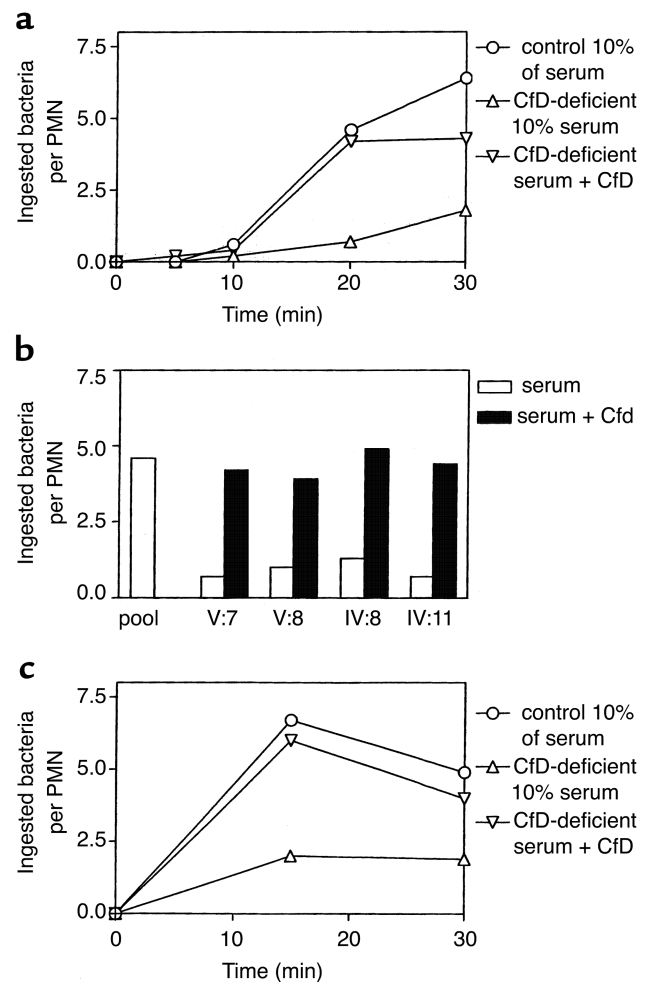 a
7.5
5.0
2.5
0.0
Ingested bacteria
per PMN
0 10 20 30
Time (min)
control 10%
of serum
CfD-deficient
10% serum
CfD-deficient
serum + CfD
b
7.5
5.0
2.5
0.0
Ingested bacteria
per PMN
pool V:7 V:8 IV:8 IV:11
serum
serum + Cfd
c
7.5
5.0
2.5
0.0
Ingested bacteria
per PMN
0 10 20 30
Time (min)
control 10%
of serum
CfD-deficient
10% serum
CfD-deficient
serum + CfD